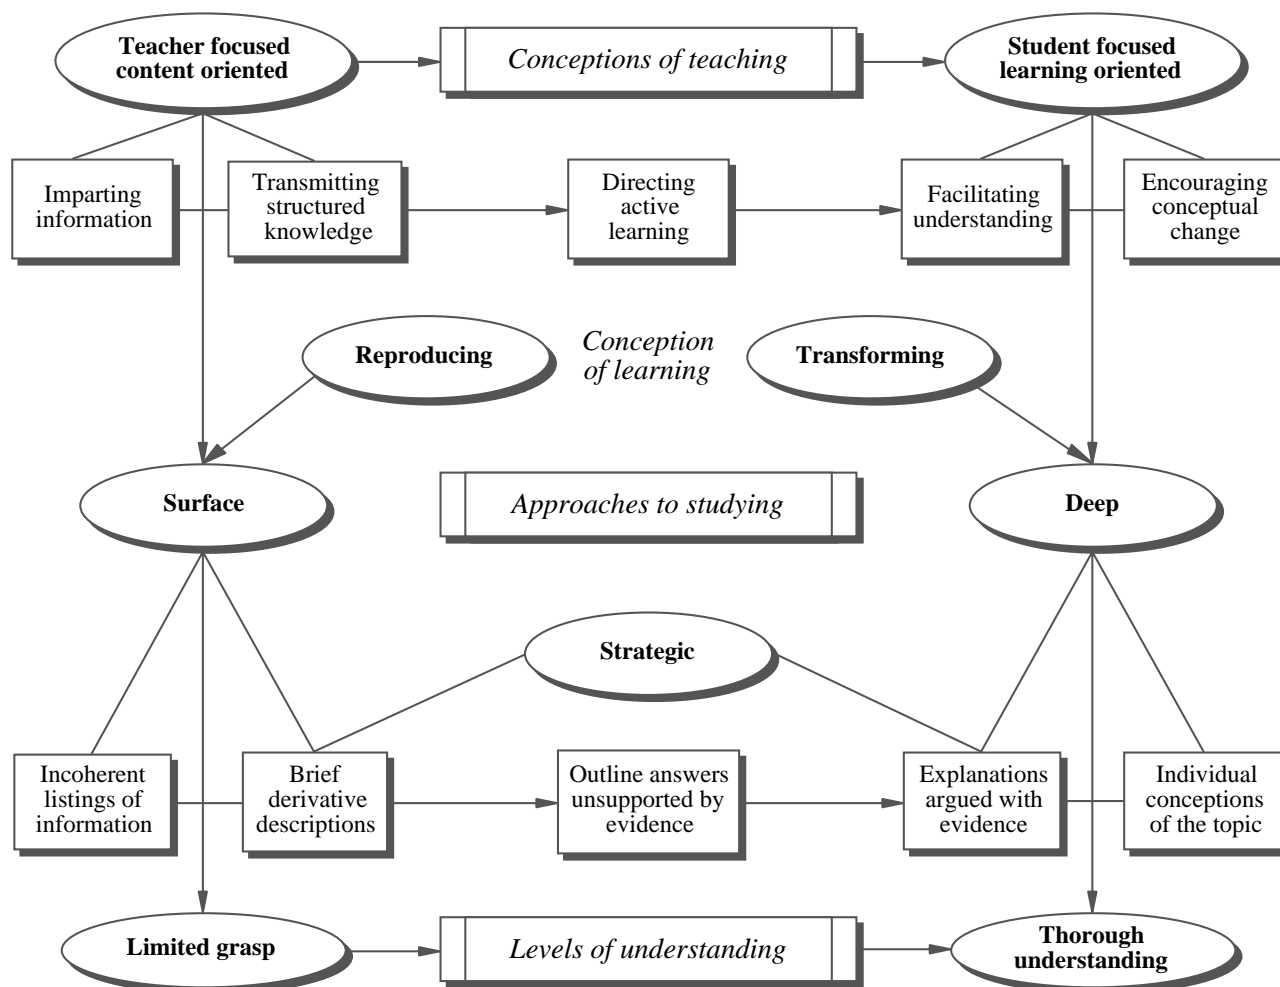 Teacher focused
content oriented
Conceptions of teaching
Student focused
learning oriented
Imparting
information
Transmitting
structured
knowledge
Directing
active
learning
Facilitating
understanding
Encouraging
conceptual
change
Reproducing
Conception
of learning
Transforming
Surface
Approaches to studying
Deep
Strategic
Incoherent
listings of
information
Brief
derivative
descriptions
Outline answers
unsupported by
evidence
Explanations
argued with
evidence
Individual
conceptions
of the topic
Limited grasp
Levels of understanding
Thorough
understanding